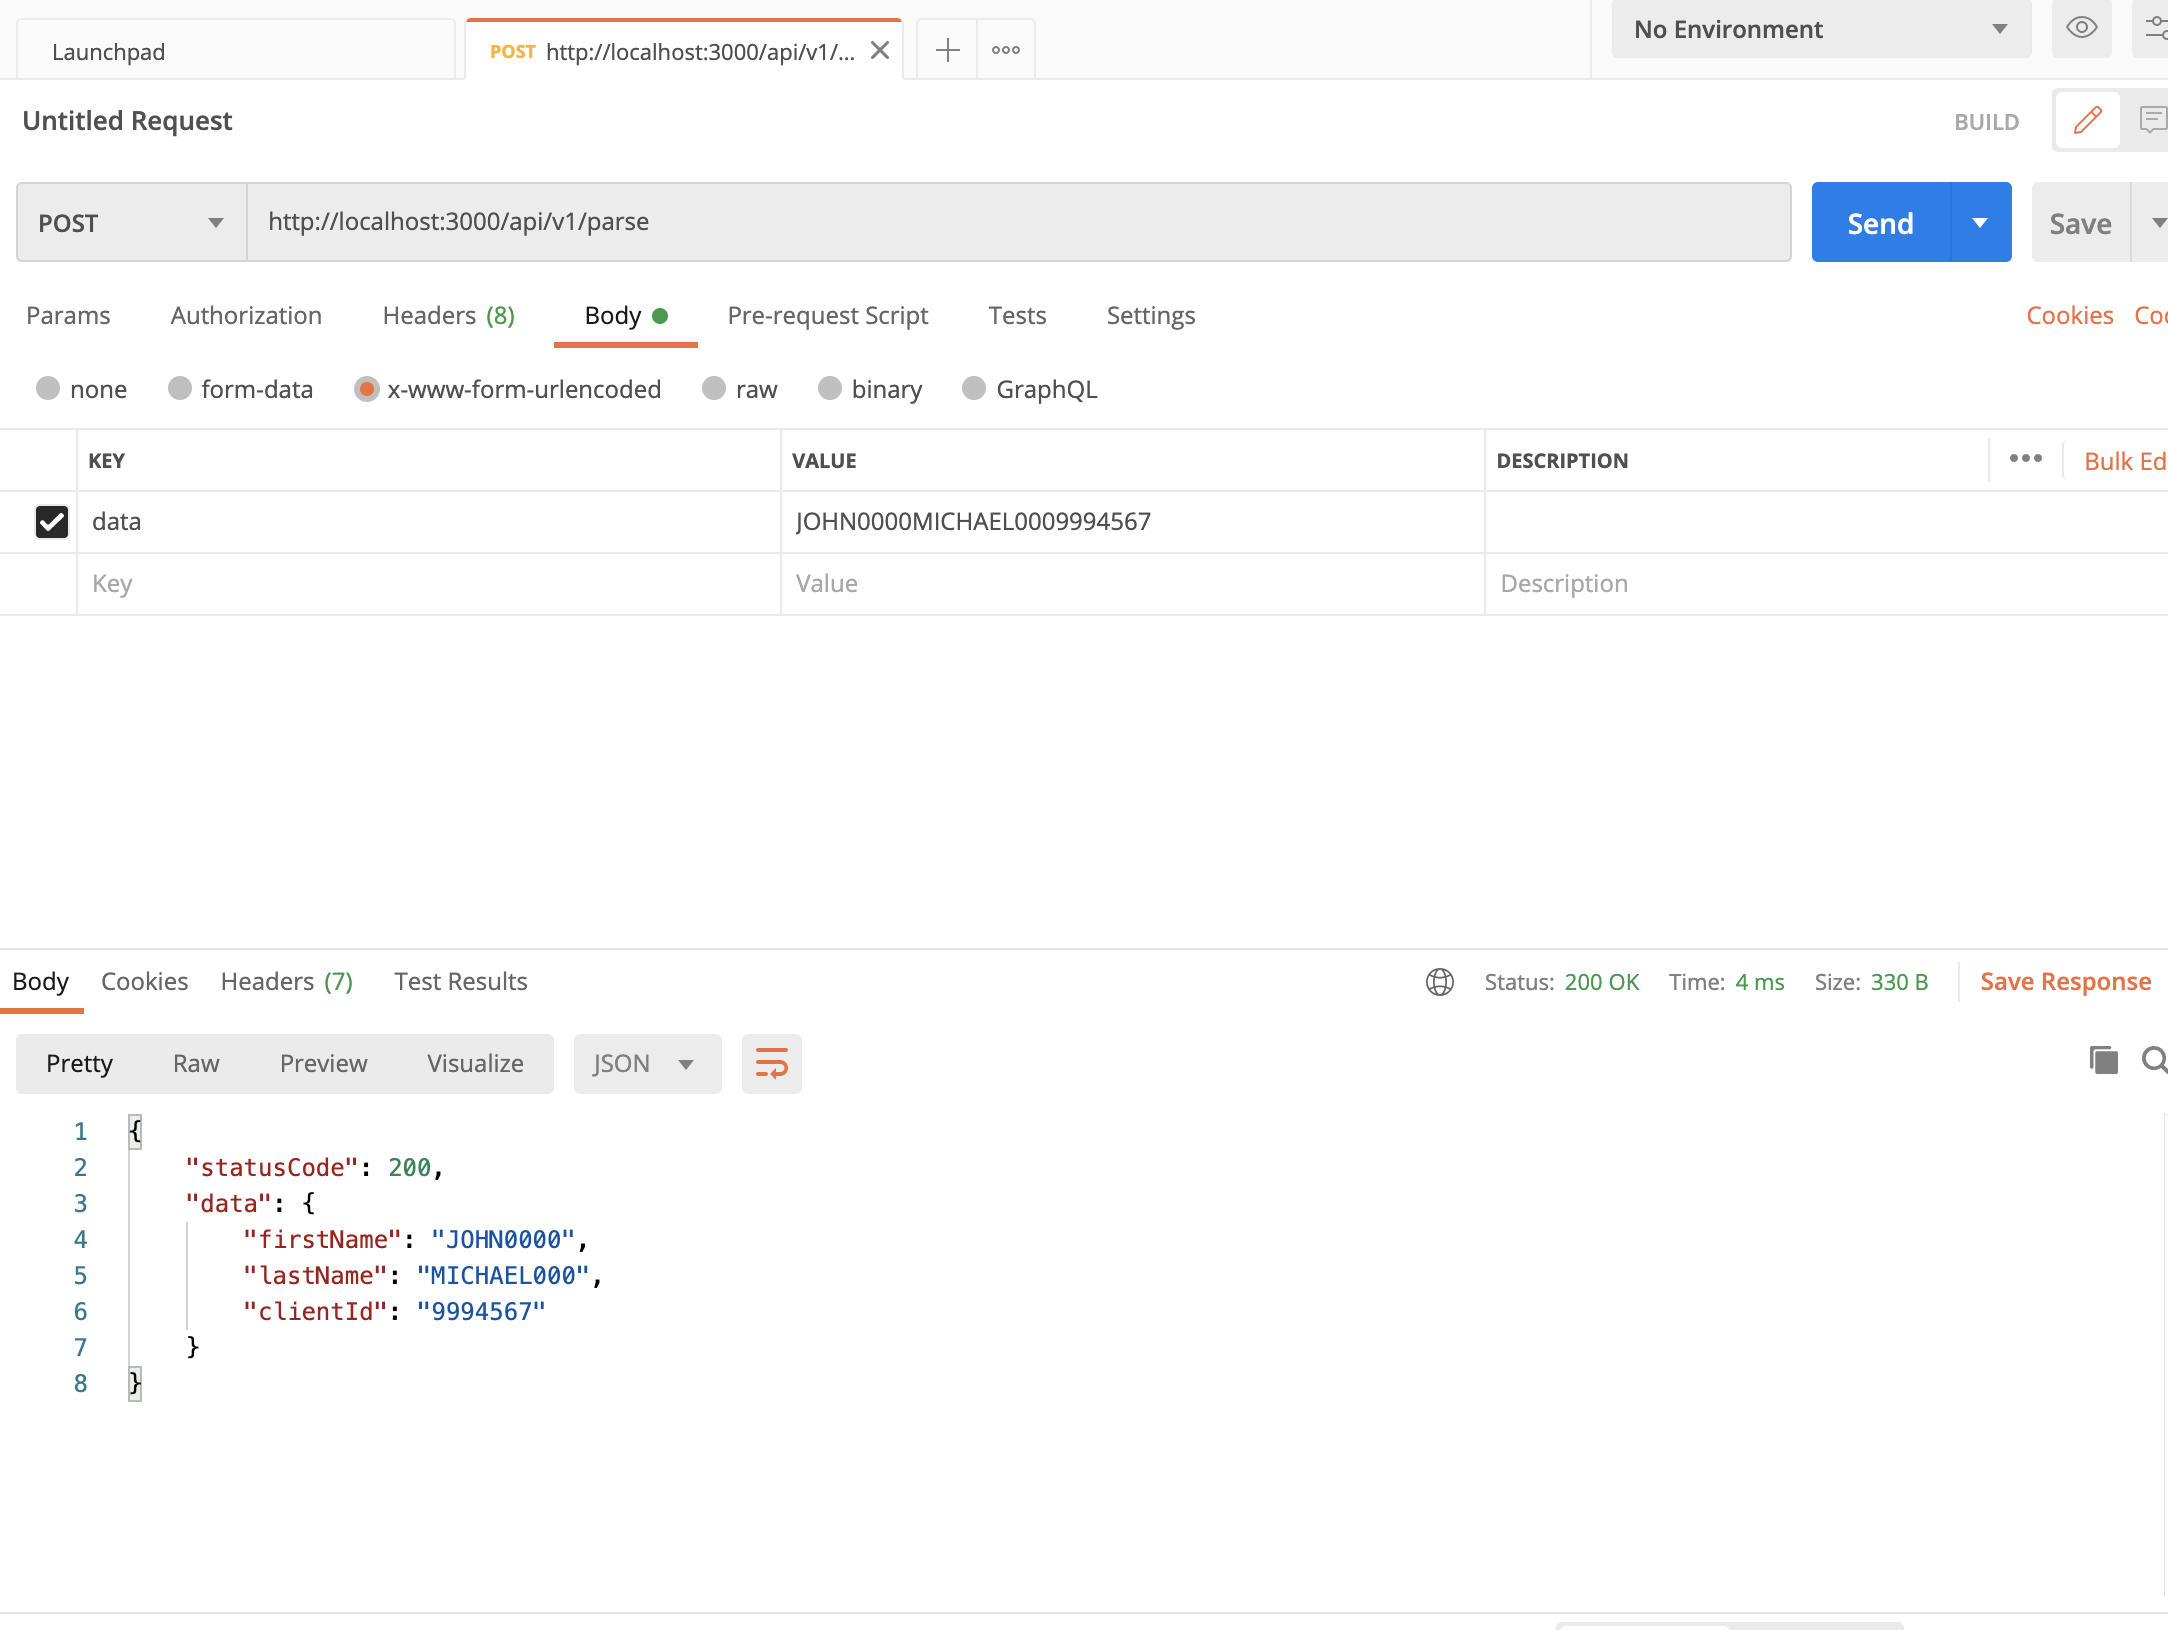 Launchpad
POST http://localhost:3000/api/v1/...
No Environment
Untitled Request
BUILD
POST
http://localhost:3000/api/v1/parse
Send
Save
Params Authorization Headers (8) Body Pre-request Script Tests Settings
Cookies Coo
none form-data x-www-form-urlencoded raw binary GraphQL
KEY VALUE DESCRIPTION
Bulk Ed
data JOHN0000MICHAEL0009994567
Key Value Description
Body Cookies Headers (7) Test Results
Status: 200 OK Time: 4 ms Size: 330 B
Save Response
Pretty Raw Preview Visualize JSON
1 {
2 "statusCode": 200,
3 "data": {
4 "firstName": "JOHN0000",
5 "lastName": "MICHAEL000",
6 "clientId": "9994567"
7 }
8 }